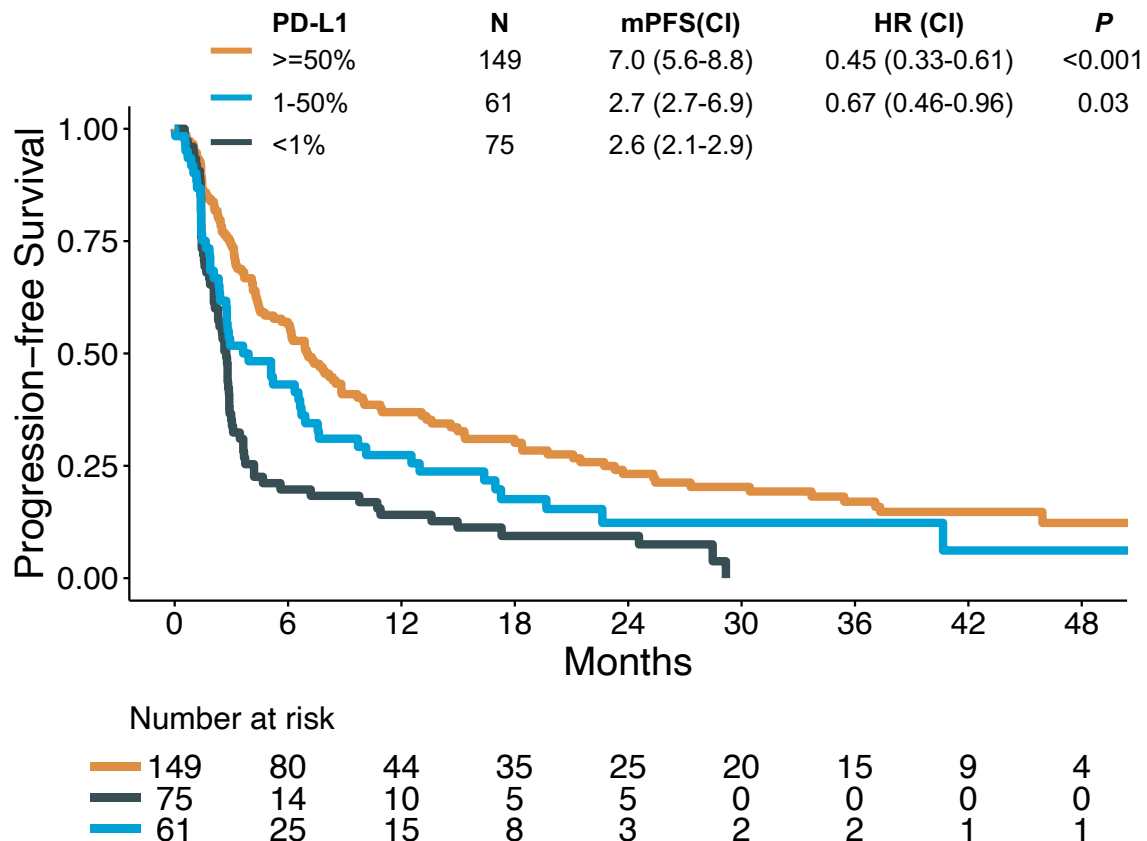 PD-L1 N mPFS(CI) HR (CI) P
>=50% 149 7.0 (5.6-8.8) 0.45 (0.33-0.61) <0.001
1-50% 61 2.7 (2.7-6.9) 0.67 (0.46-0.96) 0.03
<1% 75 2.6 (2.1-2.9)
Progression-free Survival
1.00
0.75
0.50
0.25
0.00
0 6 12 18 24 30 36 42 48
Months
Number at risk
149 80 44 35 25 20 15 9 4
75 14 10 5 5 0 0 0 0
61 25 15 8 3 2 2 1 1